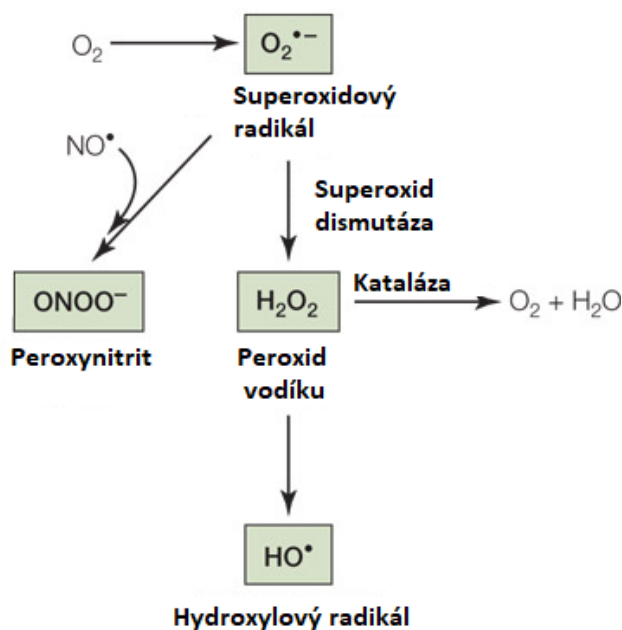 O₂
O₂•−
Superoxidový
radikál
NO•
Superoxid
dismutáza
ONOO−
Peroxynitrit
H₂O₂
Kataláza
O₂ + H₂O
Peroxid
vodíku
HO•
Hydroxylový radikál